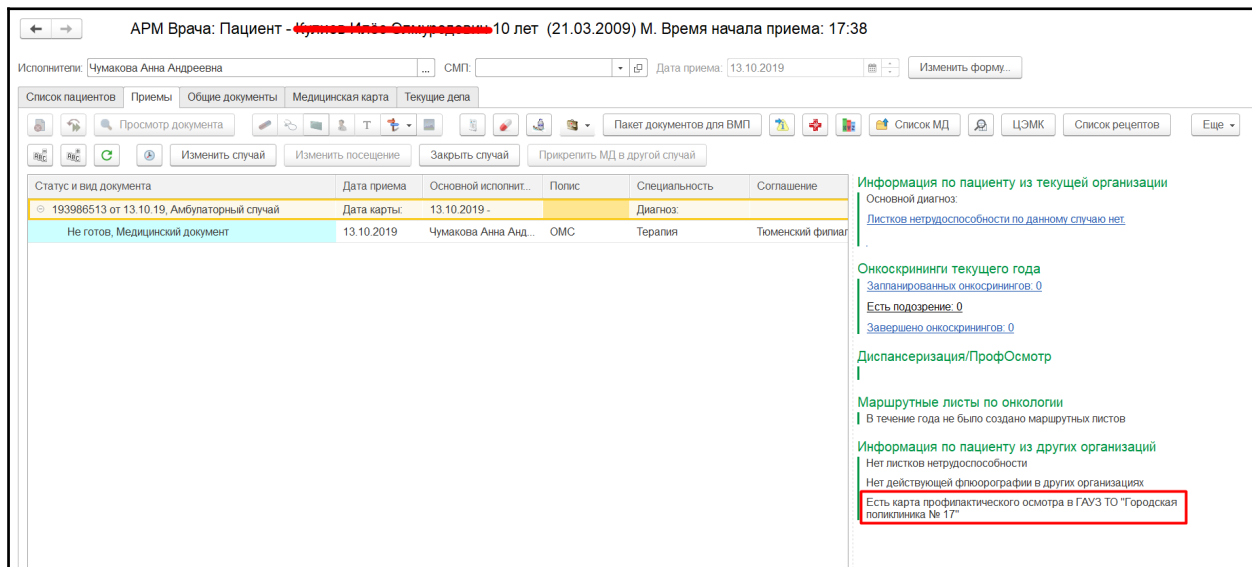 АРМ Врача: Пациент - 10 лет (21.03.2009) М. Время начала приема: 17:38
Исполнители: Чумакова Анна Андреевна ... СМП: Дата приема: 13.10.2019 Изменить форму...
Список пациентов Приемы Общие документы Медицинская карта Текущие дела
Просмотр документа Т Пакет документов для ВМП Список МД ЦЭМК Список рецептов Еще
Изменить случай Изменить посещение Закрыть случай Прикрепить МД в другой случай
Статус и вид документа Дата приема Основной исполнит... Полис Специальность Соглашение
193986513 от 13.10.19, Амбулаторный случай Дата карты: 13.10.2019 - Диагноз:
Не готов, Медицинский документ 13.10.2019 Чумакова Анна Анд... ОМС Терапия Тюменский филиал
Информация по пациенту из текущей организации
Основной диагноз:
Листков нетрудоспособности по данному случаю нет.
.
Онкоскрининги текущего года
Запланированных онкосринингов: 0
Есть подозрение: 0
Завершено онкоскринингов: 0
Диспансеризация/ПрофОсмотр
Маршрутные листы по онкологии
В течение года не было создано маршрутных листов
Информация по пациенту из других организаций
Нет листков нетрудоспособности
Нет действующей флюорографии в других организациях
Есть карта профилактического осмотра в ГАУЗ ТО "Городская
поликлиника № 17"